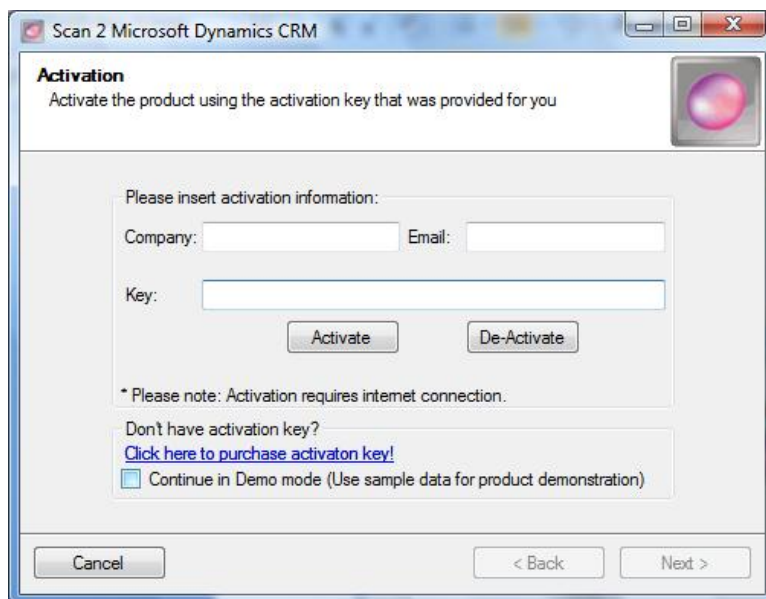 Scan 2 Microsoft Dynamics CRM
Activation
Activate the product using the activation key that was provided for you
Please insert activation information:
Company: Email:
Key:
Activate De-Activate
* Please note: Activation requires internet connection.
Don't have activation key?
Click here to purchase activaton key!
Continue in Demo mode (Use sample data for product demonstration)
Cancel < Back Next >